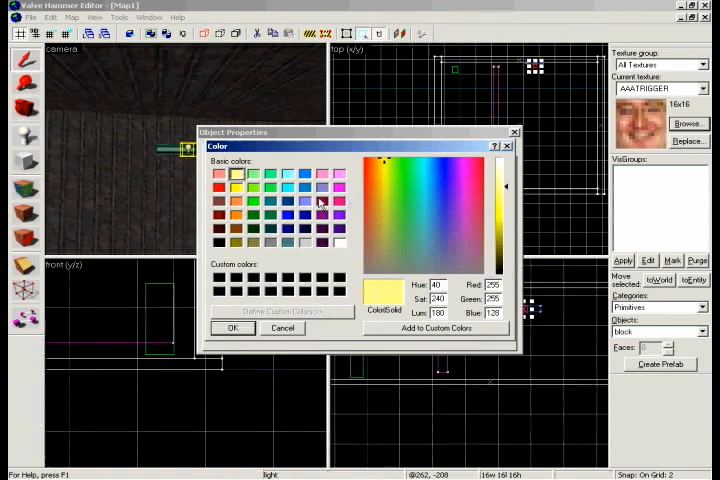 Valve Hammer Editor - [Map1]
File Edit Map View Tools Window Help
camera
top (x/y)
front (y/z)
Texture group:
All Textures
Current texture:
AAATRIGGER
16x16
Browse...
Replace...
VisGroups:
Apply Edit Mark Purge
Move selected:
toWorld toEntity
Categories:
Primitives
Objects:
block
Faces: 0
Create Prefab
Object Properties
Color
Basic colors:
Custom colors:
Define Custom Colors >>
OK Cancel
Color|Solid
Hue: 40 Red: 255
Sat: 240 Green: 255
Lum: 180 Blue: 128
Add to Custom Colors
For Help, press F1 light @262, -208 16w 16l 16h Snap: On Grid: 2